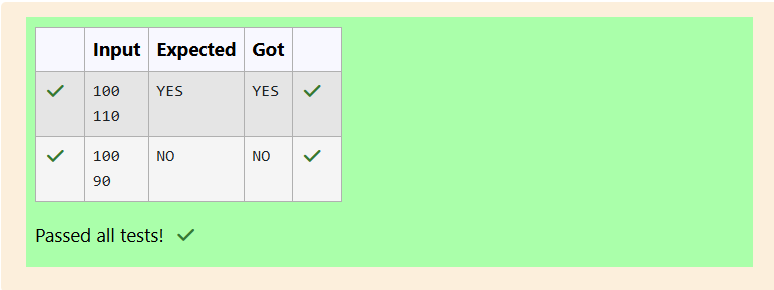 Input Expected Got
100 YES YES
110
100 NO NO
90
Passed all tests!